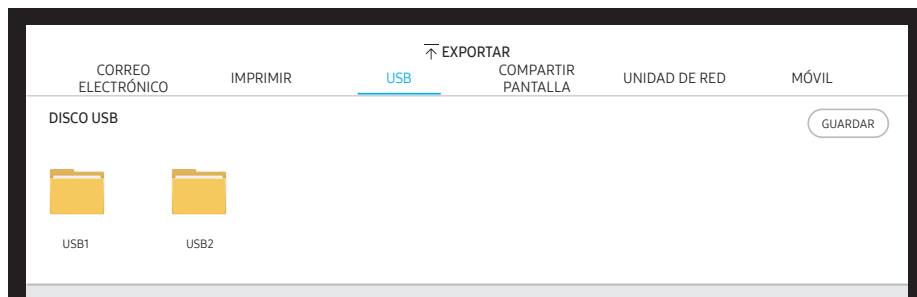 EXPORTAR
CORREO
ELECTRÓNICO
IMPRIMIR
USB
COMPARTIR
PANTALLA
UNIDAD DE RED
MÓVIL
DISCO USB
GUARDAR
USB1
USB2